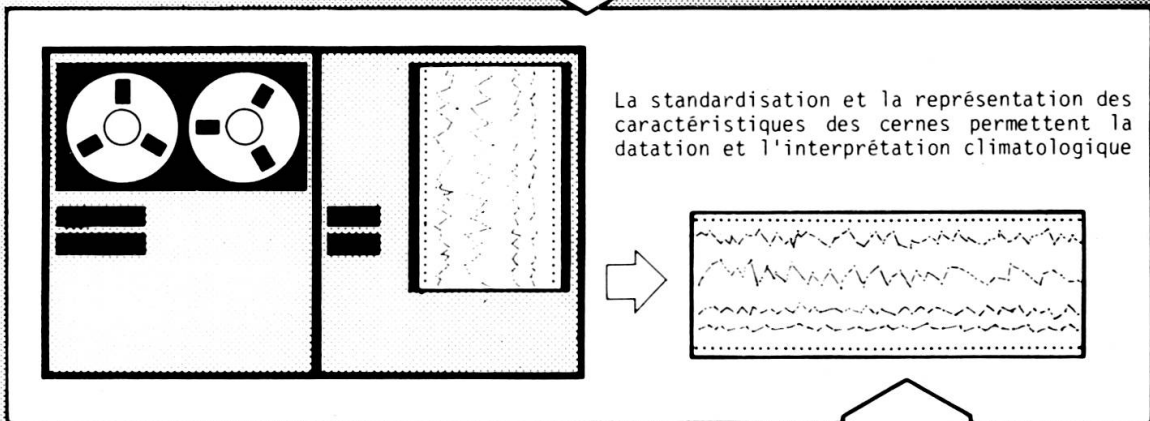 La standardisation et la représentation des
caractéristiques des cernes permettent la
datation et l'interprétation climatologique